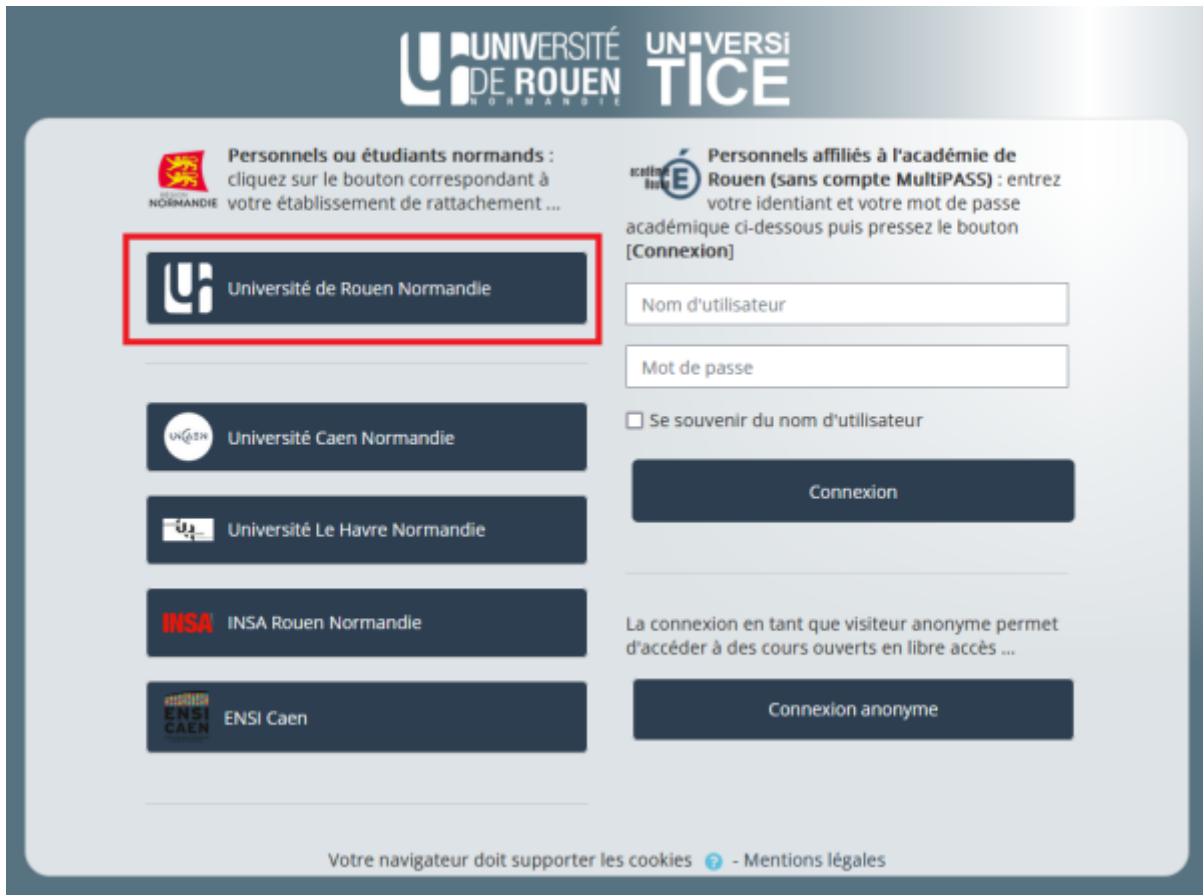 UNIVERSITÉ
DE ROUEN
NORMANDIE
UNIVERSi
TICE
RÉGION
NORMANDIE
Personnels ou étudiants normands :
cliquez sur le bouton correspondant à
votre établissement de rattachement ...
Université de Rouen Normandie
Université Caen Normandie
Université Le Havre Normandie
INSA
INSA Rouen Normandie
ENSI
CAEN
ENSI Caen
académie
Rouen
É
Personnels affiliés à l'académie de
Rouen (sans compte MultiPASS) : entrez
votre identiant et votre mot de passe
académique ci-dessous puis pressez le bouton
[Connexion]
Nom d'utilisateur
Mot de passe
Se souvenir du nom d'utilisateur
Connexion
La connexion en tant que visiteur anonyme permet
d'accéder à des cours ouverts en libre accès ...
Connexion anonyme
Votre navigateur doit supporter les cookies ? - Mentions légales